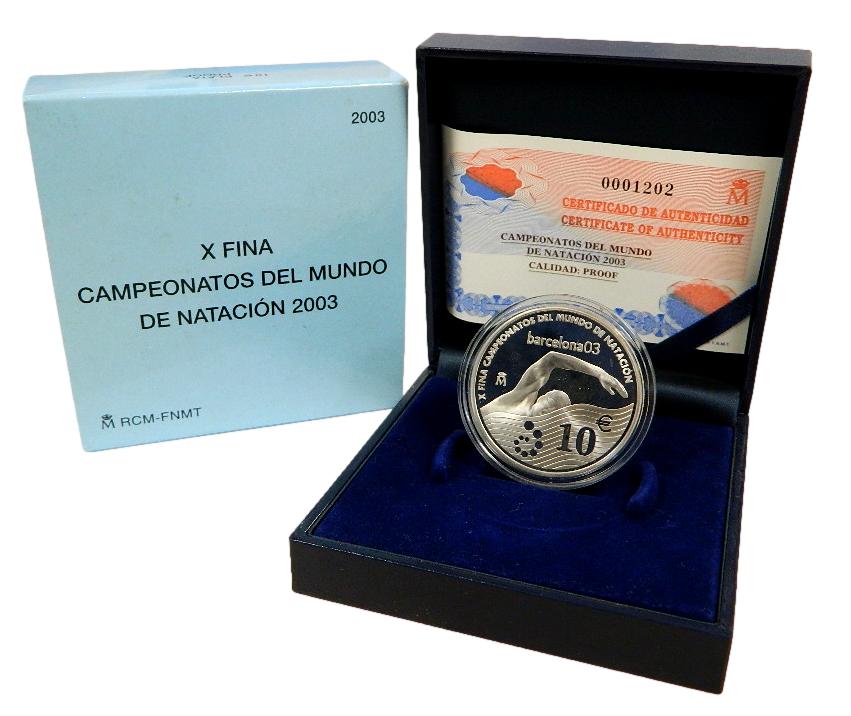 2003
X FINA
CAMPEONATOS DEL MUNDO
DE NATACIÓN 2003
M RCM-FNMT
0001202
M
CERTIFICADO DE AUTENTICIDAD
CERTIFICATE OF AUTHENTICITY
CAMPEONATOS DEL MUNDO
DE NATACIÓN 2003
CALIDAD: PROOF
X FINA CAMPEONATOS DEL MUNDO DE NATACIÓN
barcelona03
M
10 €